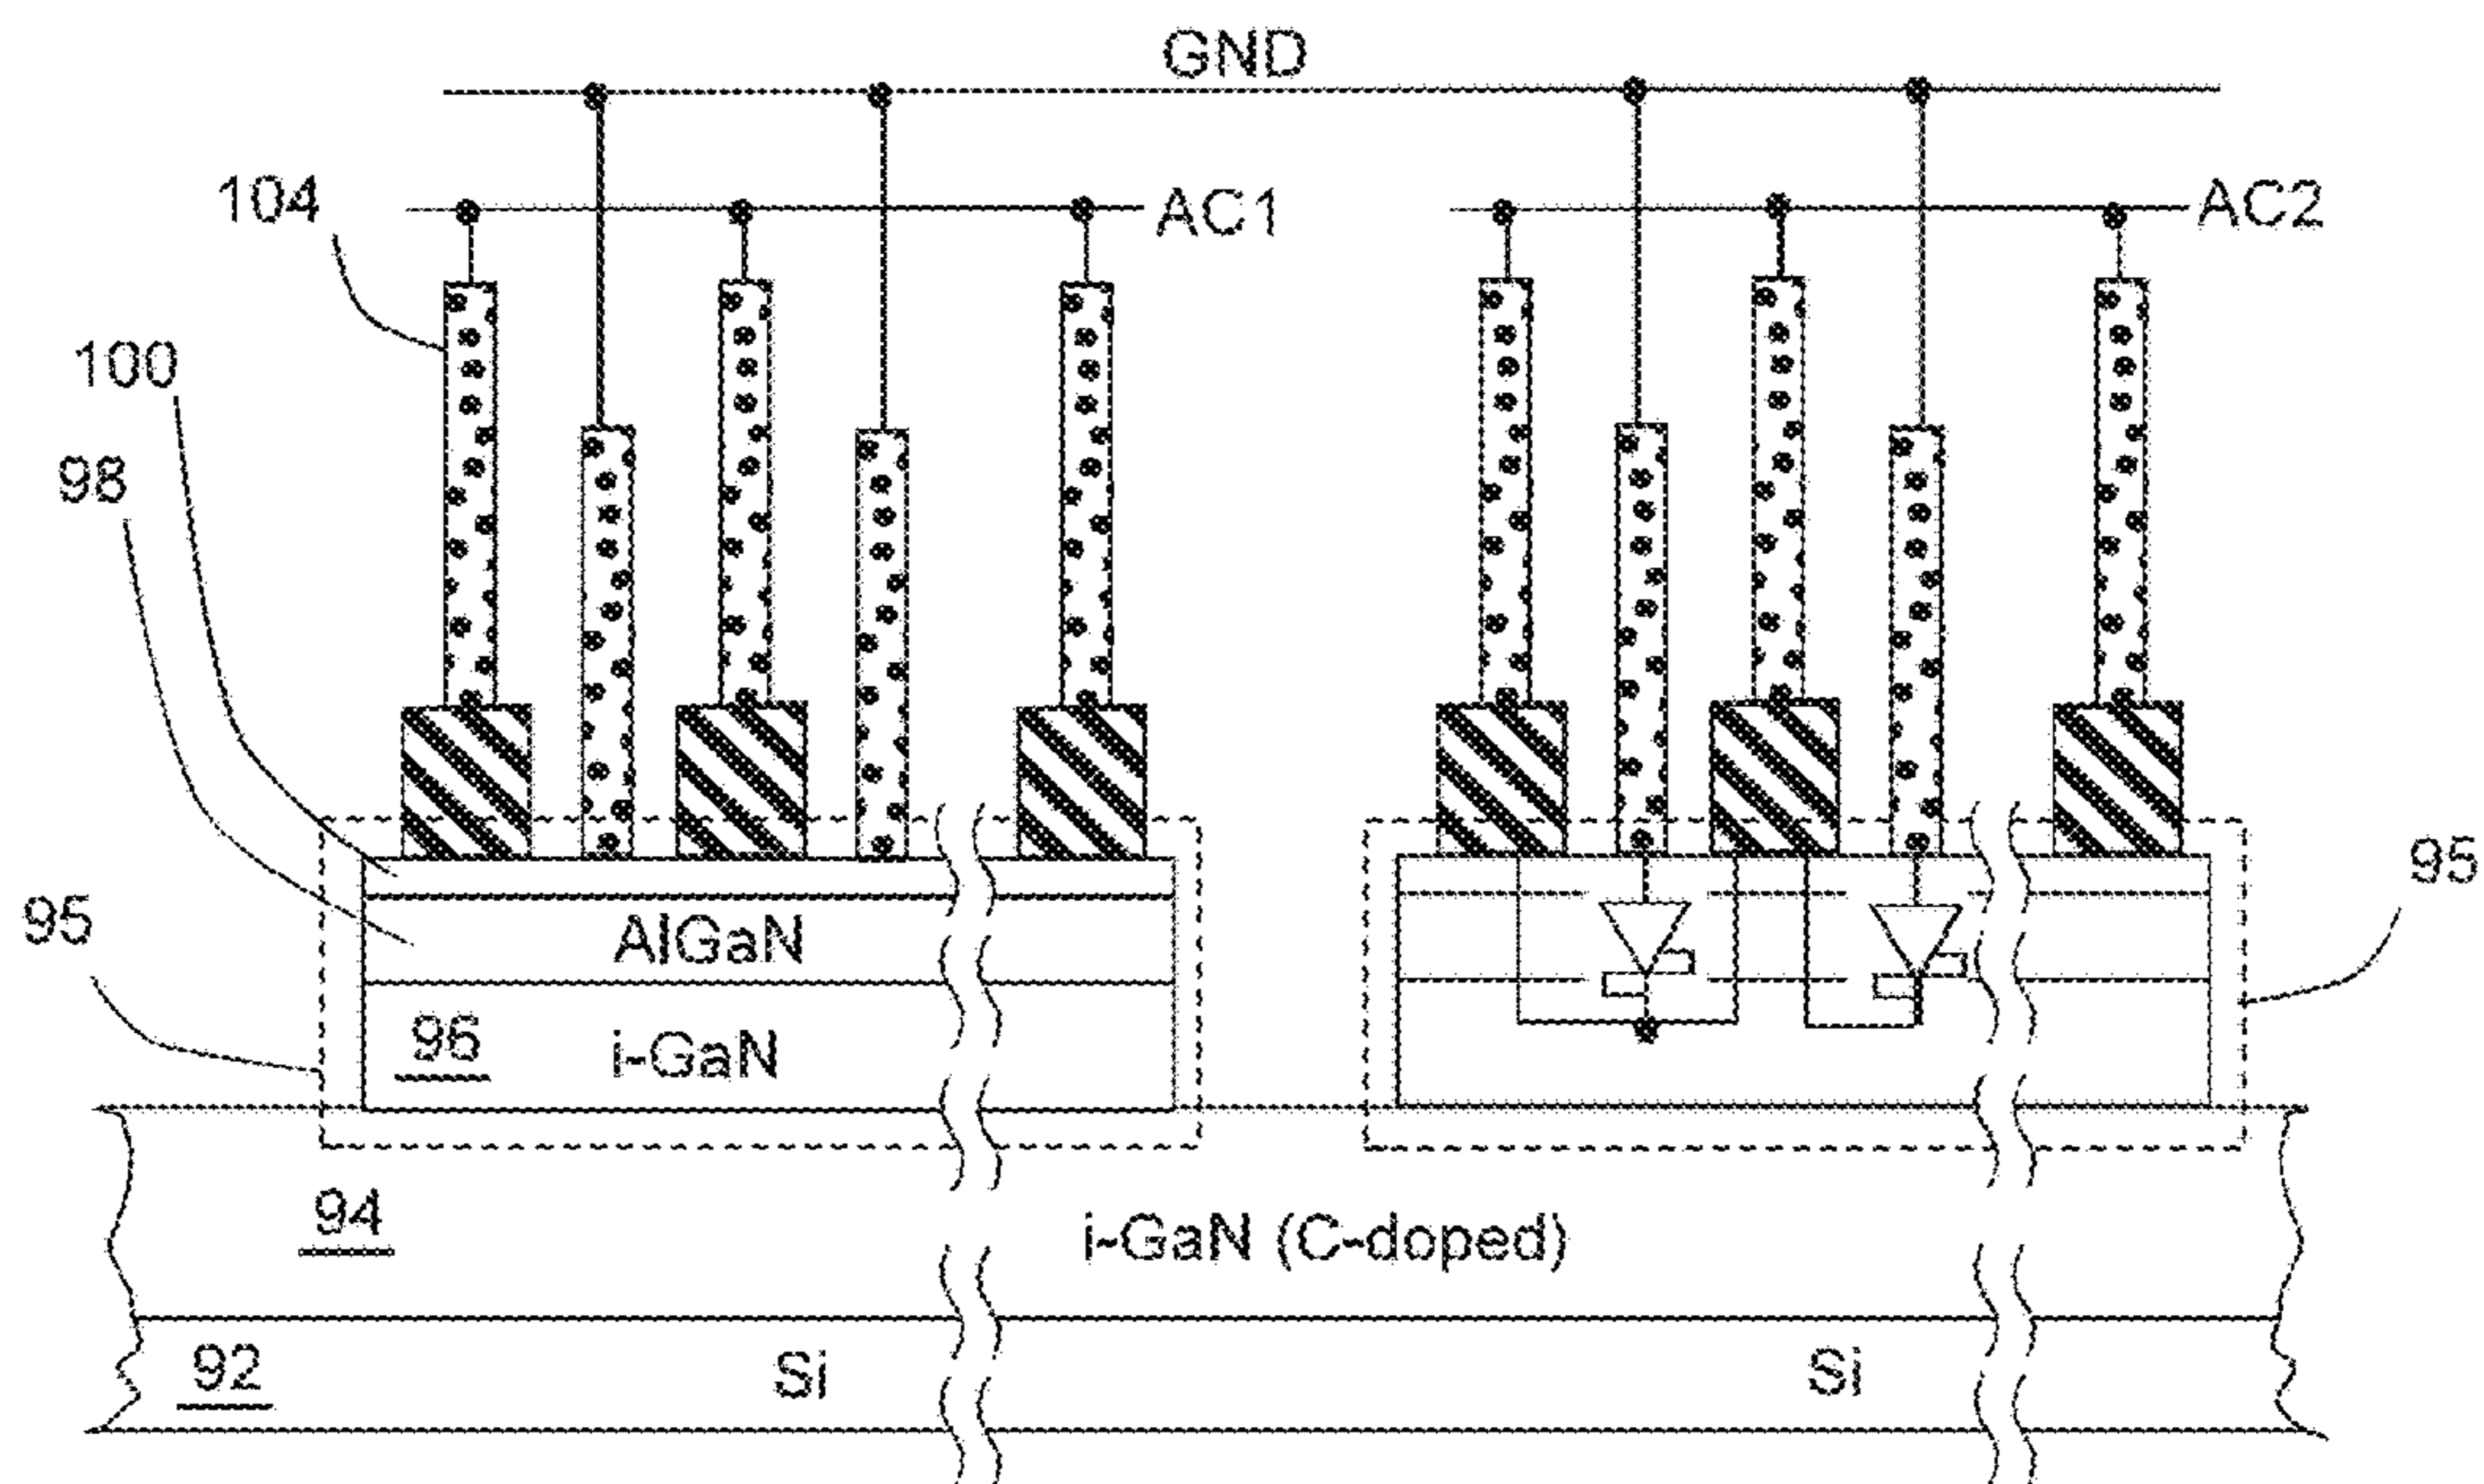 GND
104
AC1
AC2
100
98
95
95
AlGaN
96
i-GaN
94
i-GaN (C-doped)
92
Si
Si